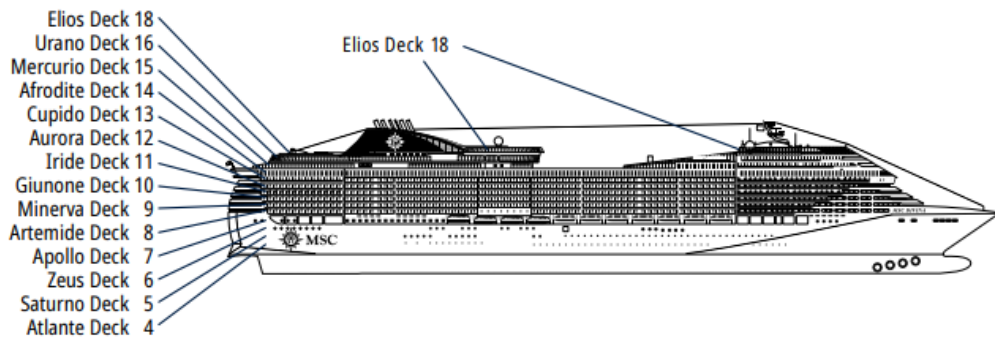 Elios Deck 18
Urano Deck 16
Mercurio Deck 15
Afrodite Deck 14
Cupido Deck 13
Aurora Deck 12
Iride Deck 11
Giunone Deck 10
Minerva Deck 9
Artemide Deck 8
Apollo Deck 7
Zeus Deck 6
Saturno Deck 5
Atlante Deck 4
Elios Deck 18
MSC